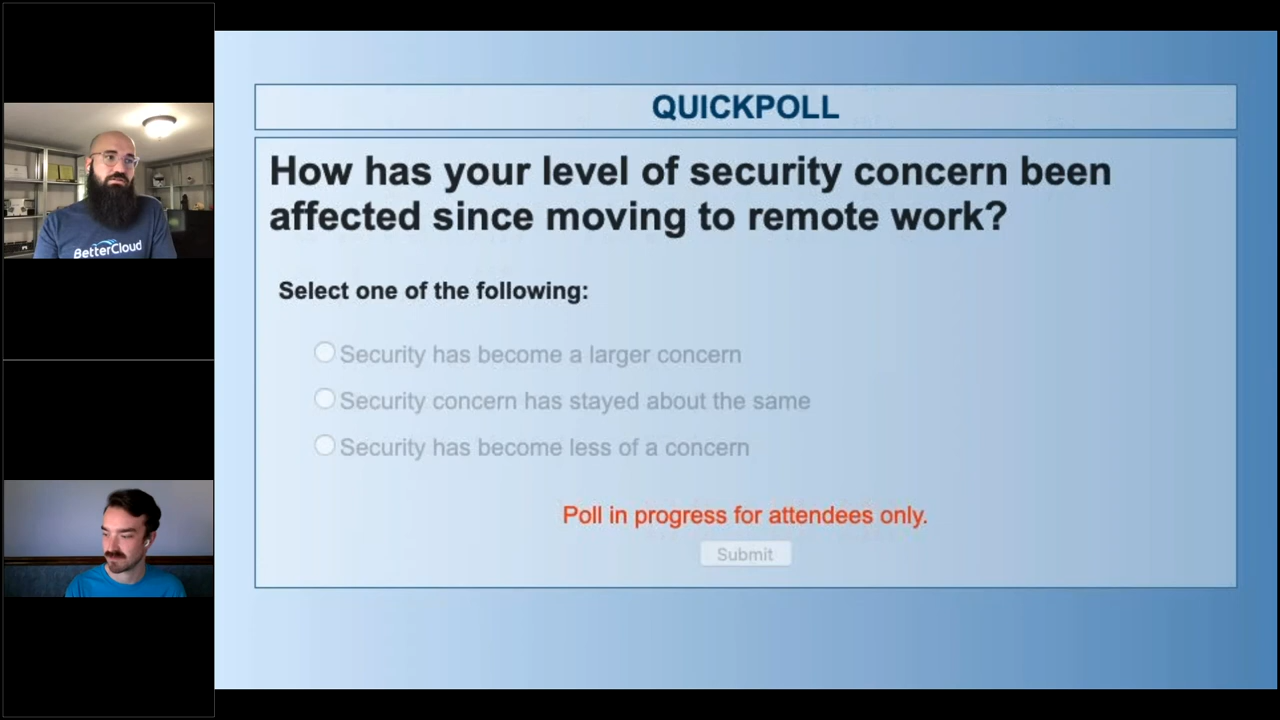 BetterCloud
QUICKPOLL
How has your level of security concern been
affected since moving to remote work?
Select one of the following:
Security has become a larger concern
Security concern has stayed about the same
Security has become less of a concern
Poll in progress for attendees only.
Submit